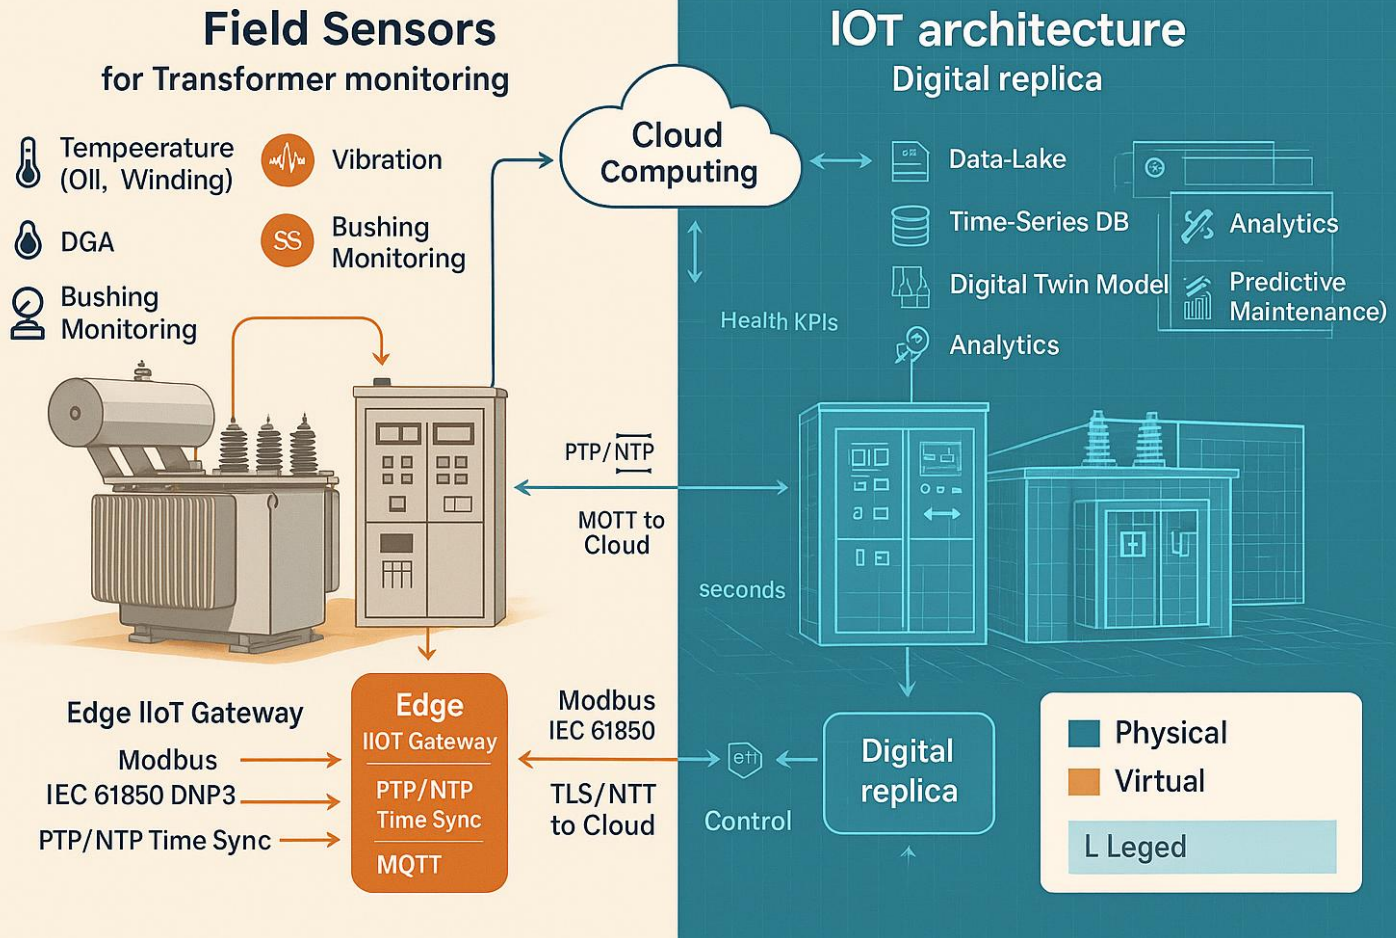 Field Sensors
for Transformer monitoring
Tempeerature
(Oll, Winding)
Vibration
DGA
SS
Bushing
Monitoring
Bushing
Monitoring
Cloud
Computing
IOT architecture
Digital replica
Data-Lake
Time-Series DB
Analytics
Digital Twin Model
Predictive
Maintenance)
Analytics
Health KPIs
PTP/NTP
MOTT to
Cloud
seconds
Edge IIoT Gateway
Modbus
IEC 61850 DNP3
PTP/NTP Time Sync
Edge
IIOT Gateway
PTP/NTP
Time Sync
MQTT
Modbus
IEC 61850
TLS/NTT
to Cloud
eti
Control
Digital
replica
Physical
Virtual
L Leged